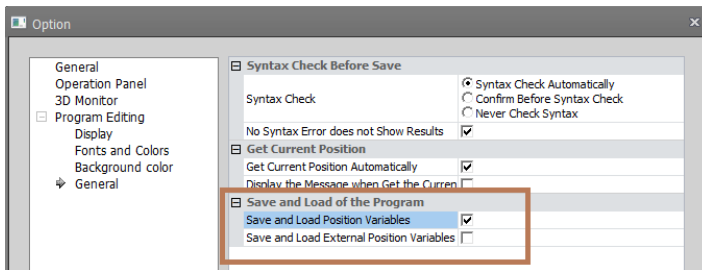 Option
General
Operation Panel
3D Monitor
Program Editing
Display
Fonts and Colors
Background color
General
Syntax Check Before Save
Syntax Check
Syntax Check Automatically
Confirm Before Syntax Check
Never Check Syntax
No Syntax Error does not Show Results
Get Current Position
Get Current Position Automatically
Display the Message when Get the Curren
Save and Load of the Program
Save and Load Position Variables
Save and Load External Position Variables